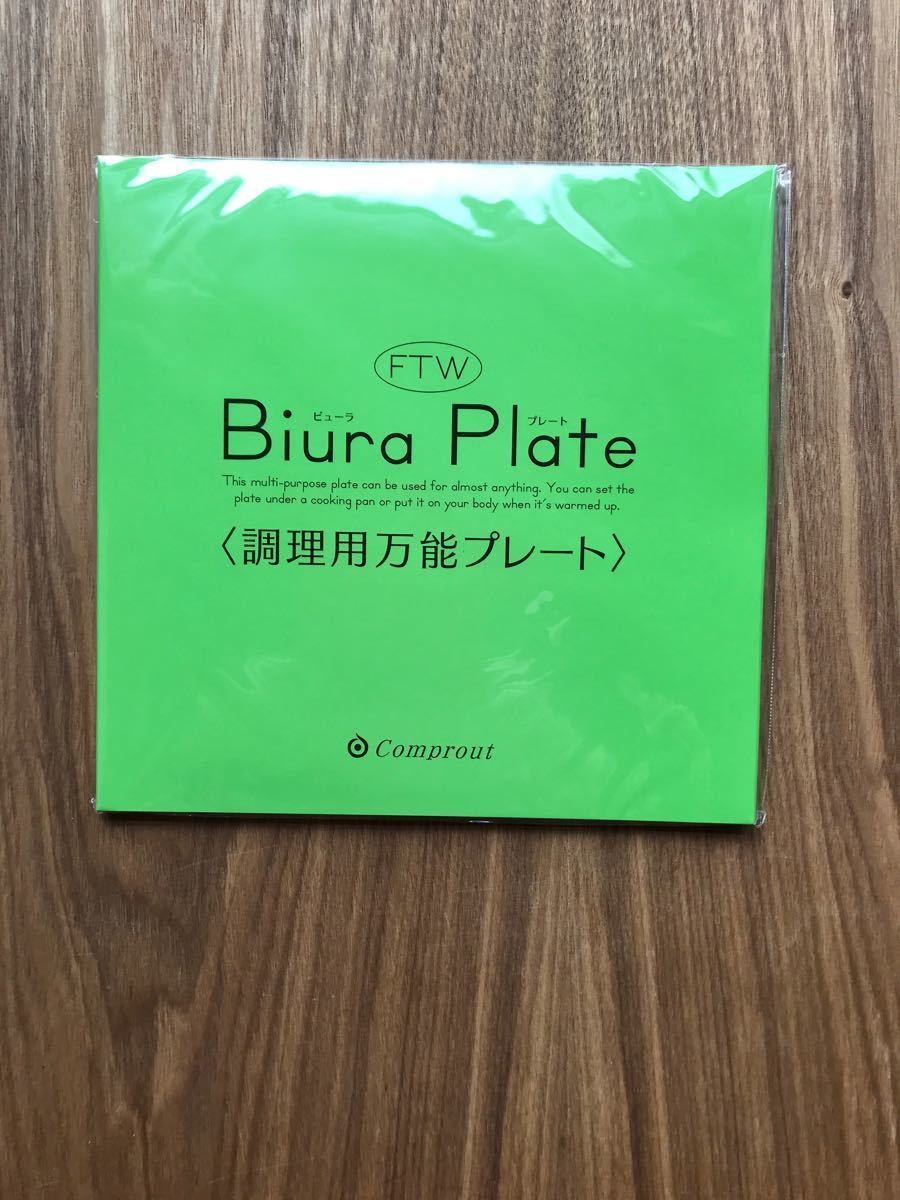 FTW
ビューラ プレート
Biura Plate
This multi-purpose plate can be used for almost anything. You can set the
plate under a cooking pan or put it on your body when it's warmed up.
〈調理用万能プレート〉
Comprout